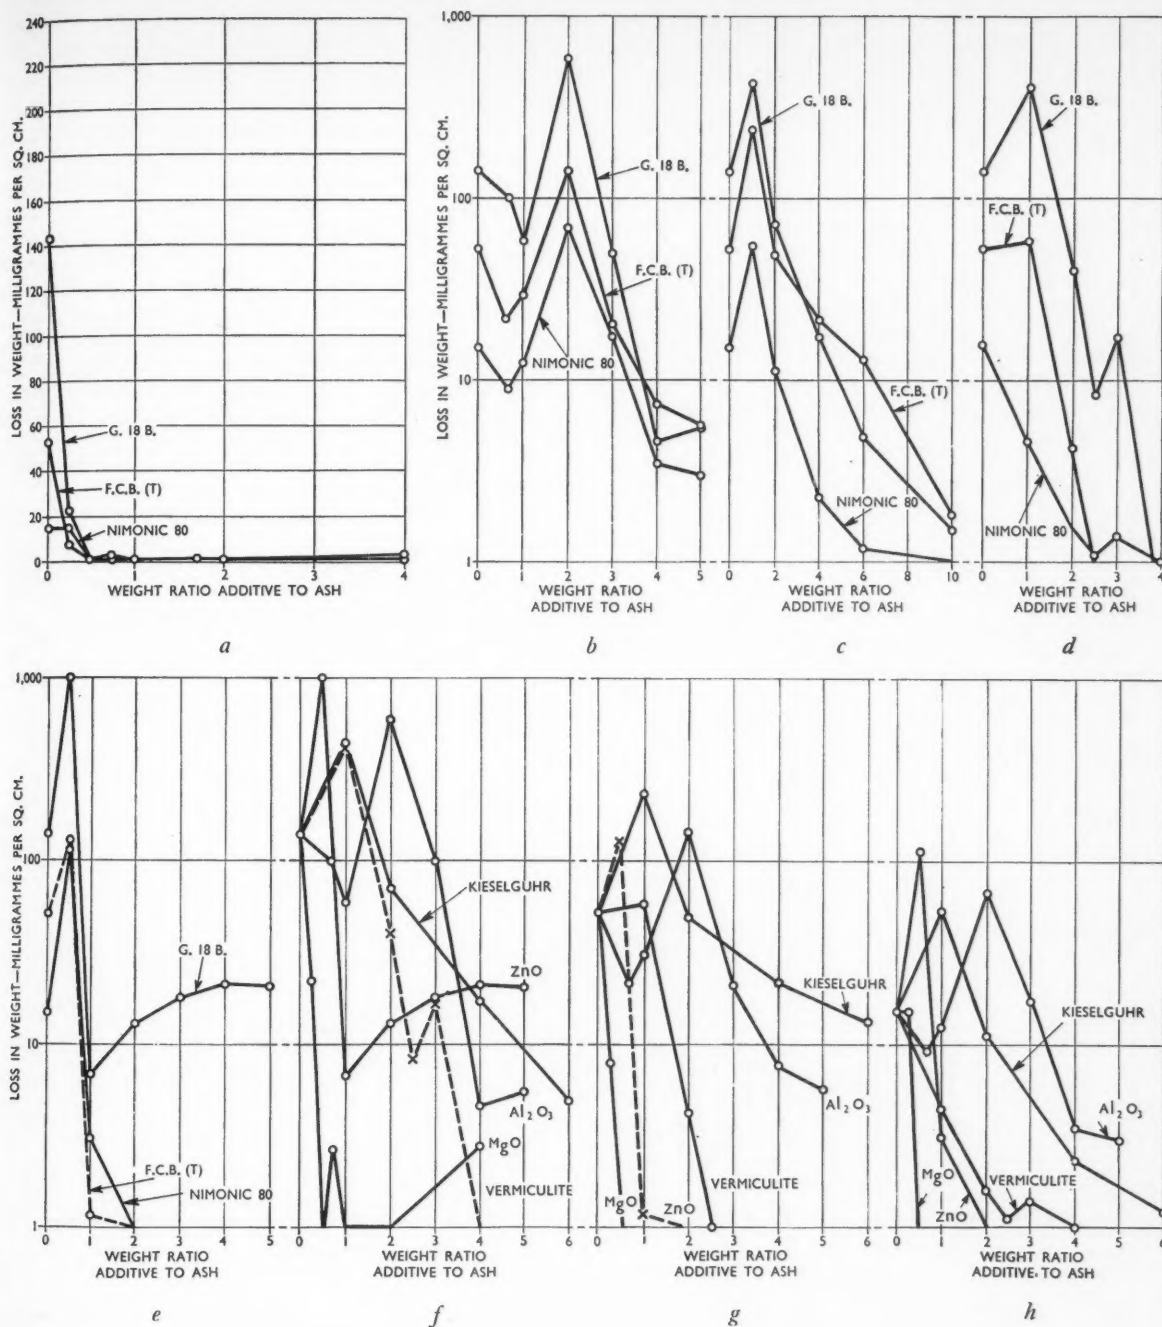 LOSS IN WEIGHT—MILLIGRAMMES PER SQ. CM.
240
220
200
180
160
140
120
100
80
60
40
20
0
G. 18 B.
F.C.B. (T)
NIMONIC 80
0 1 2 3 4
WEIGHT RATIO ADDITIVE TO ASH
a
LOSS IN WEIGHT—MILLIGRAMMES PER SQ. CM.
1,000
100
10
1
G. 18 B.
F.C.B. (T)
NIMONIC 80
0 1 2 3 4 5
WEIGHT RATIO
ADDITIVE TO ASH
b
G. 18 B.
F.C.B. (T)
NIMONIC 80
0 2 4 6 8 10
WEIGHT RATIO
ADDITIVE TO ASH
c
G. 18 B.
F.C.B. (T)
NIMONIC 80
0 1 2 3 4
WEIGHT RATIO
ADDITIVE TO ASH
d
LOSS IN WEIGHT—MILLIGRAMMES PER SQ. CM.
1,000
100
10
1
G. 18 B.
F.C.B. (T)
NIMONIC 80
0 1 2 3 4 5
WEIGHT RATIO
ADDITIVE TO ASH
e
KIESELGUHR
ZnO
Al2O3
MgO
VERMICULITE
0 1 2 3 4 5 6
WEIGHT RATIO
ADDITIVE TO ASH
f
KIESELGUHR
Al2O3
VERMICULITE
MgO
ZnO
0 1 2 3 4 5 6
WEIGHT RATIO
ADDITIVE TO ASH
g
KIESELGUHR
Al2O3
MgO
VERMICULITE
ZnO
0 1 2 3 4 5 6
WEIGHT RATIO
ADDITIVE TO ASH
h